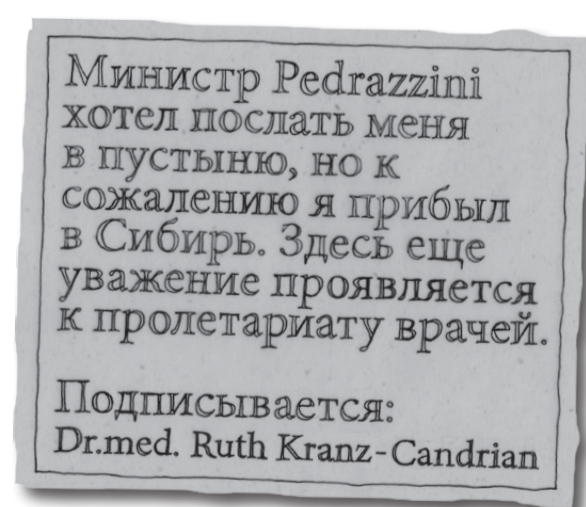 Министр Pedrazzini
хотел послать меня
в пустыню, но к
сожалению я прибыл
в Сибирь. Здесь еще
уважение проявляется
к пролетариату врачей.
Подписывается:
Dr.med. Ruth Kranz-Candrian